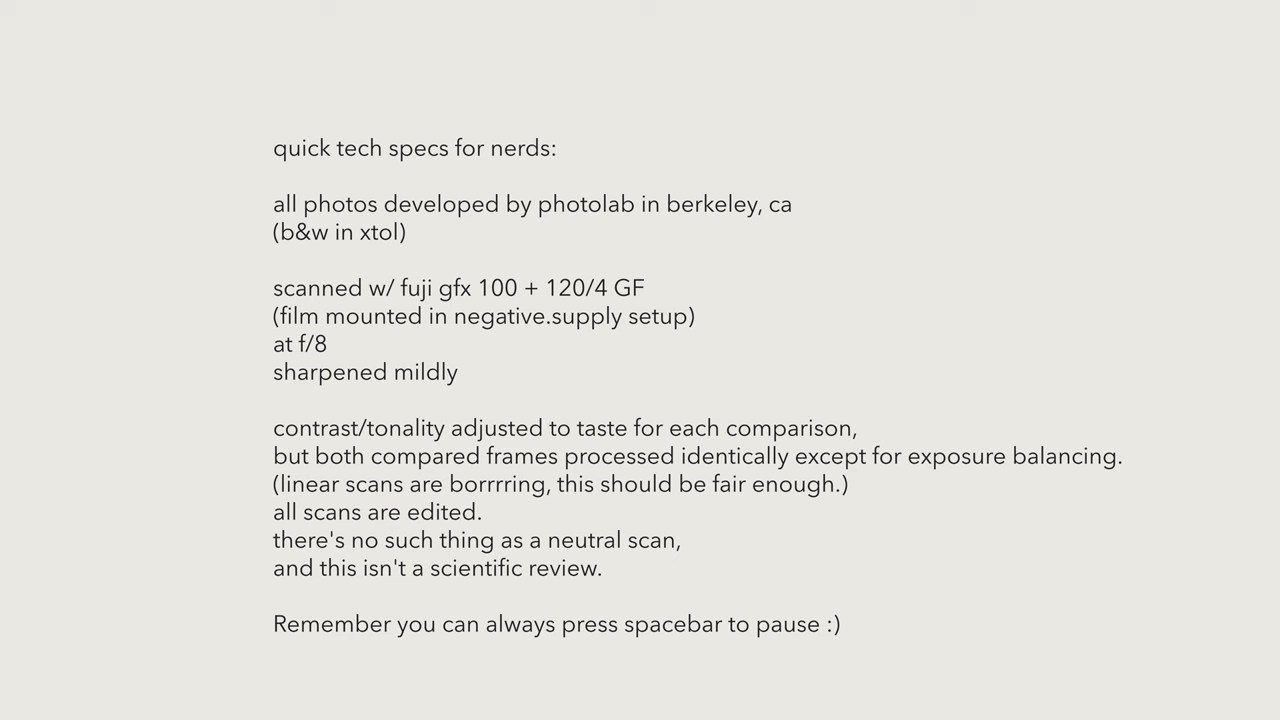 quick tech specs for nerds:
all photos developed by photolab in berkeley, ca
(b&w in xtol)
scanned w/ fuji gfx 100 + 120/4 GF
(film mounted in negative.supply setup)
at f/8
sharpened mildly
contrast/tonality adjusted to taste for each comparison,
but both compared frames processed identically except for exposure balancing.
(linear scans are borrrring, this should be fair enough.)
all scans are edited.
there's no such thing as a neutral scan,
and this isn't a scientific review.
Remember you can always press spacebar to pause :)